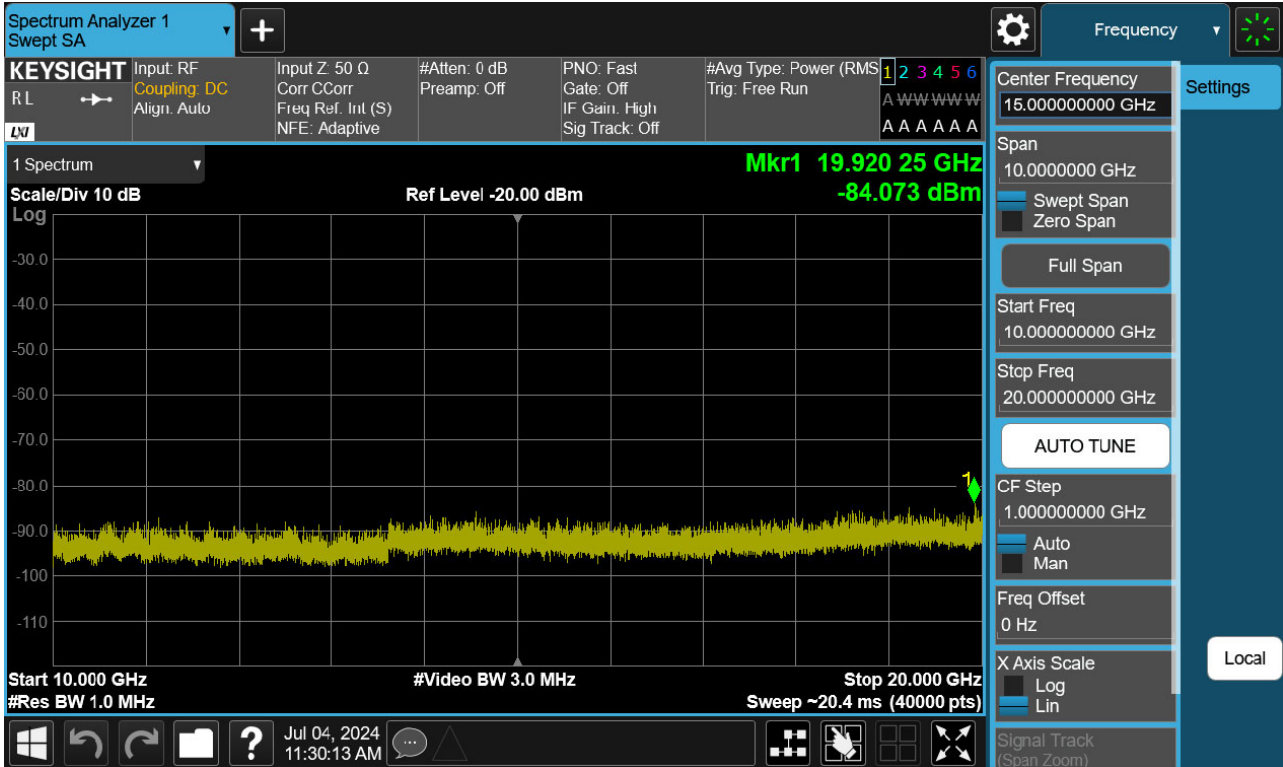 Spectrum Analyzer 1
Swept SA
+
Frequency
KEYSIGHT
RL
LXI
Input: RF
Coupling: DC
Align: Auto
Input Z: 50 Ω
Corr CCorr
Freq Ref: Int (S)
NFE: Adaptive
#Atten: 0 dB
Preamp: Off
PNO: Fast
Gate: Off
IF Gain: High
Sig Track: Off
#Avg Type: Power (RMS
Trig: Free Run
1 2 3 4 5 6
A W W W W W
A A A A A A
1 Spectrum
Scale/Div 10 dB
Log
Ref Level -20.00 dBm
Mkr1 19.920 25 GHz
-84.073 dBm
-30.0
-40.0
-50.0
-60.0
-70.0
-80.0
-90.0
-100
-110
1
Start 10.000 GHz
#Res BW 1.0 MHz
#Video BW 3.0 MHz
Stop 20.000 GHz
Sweep ~20.4 ms (40000 pts)
Center Frequency
15.000000000 GHz
Span
10.0000000 GHz
Swept Span
Zero Span
Full Span
Start Freq
10.000000000 GHz
Stop Freq
20.000000000 GHz
AUTO TUNE
CF Step
1.000000000 GHz
Auto
Man
Freq Offset
0 Hz
X Axis Scale
Log
Lin
Signal Track
(Span Zoom)
Settings
Local
?
Jul 04, 2024
11:30:13 AM